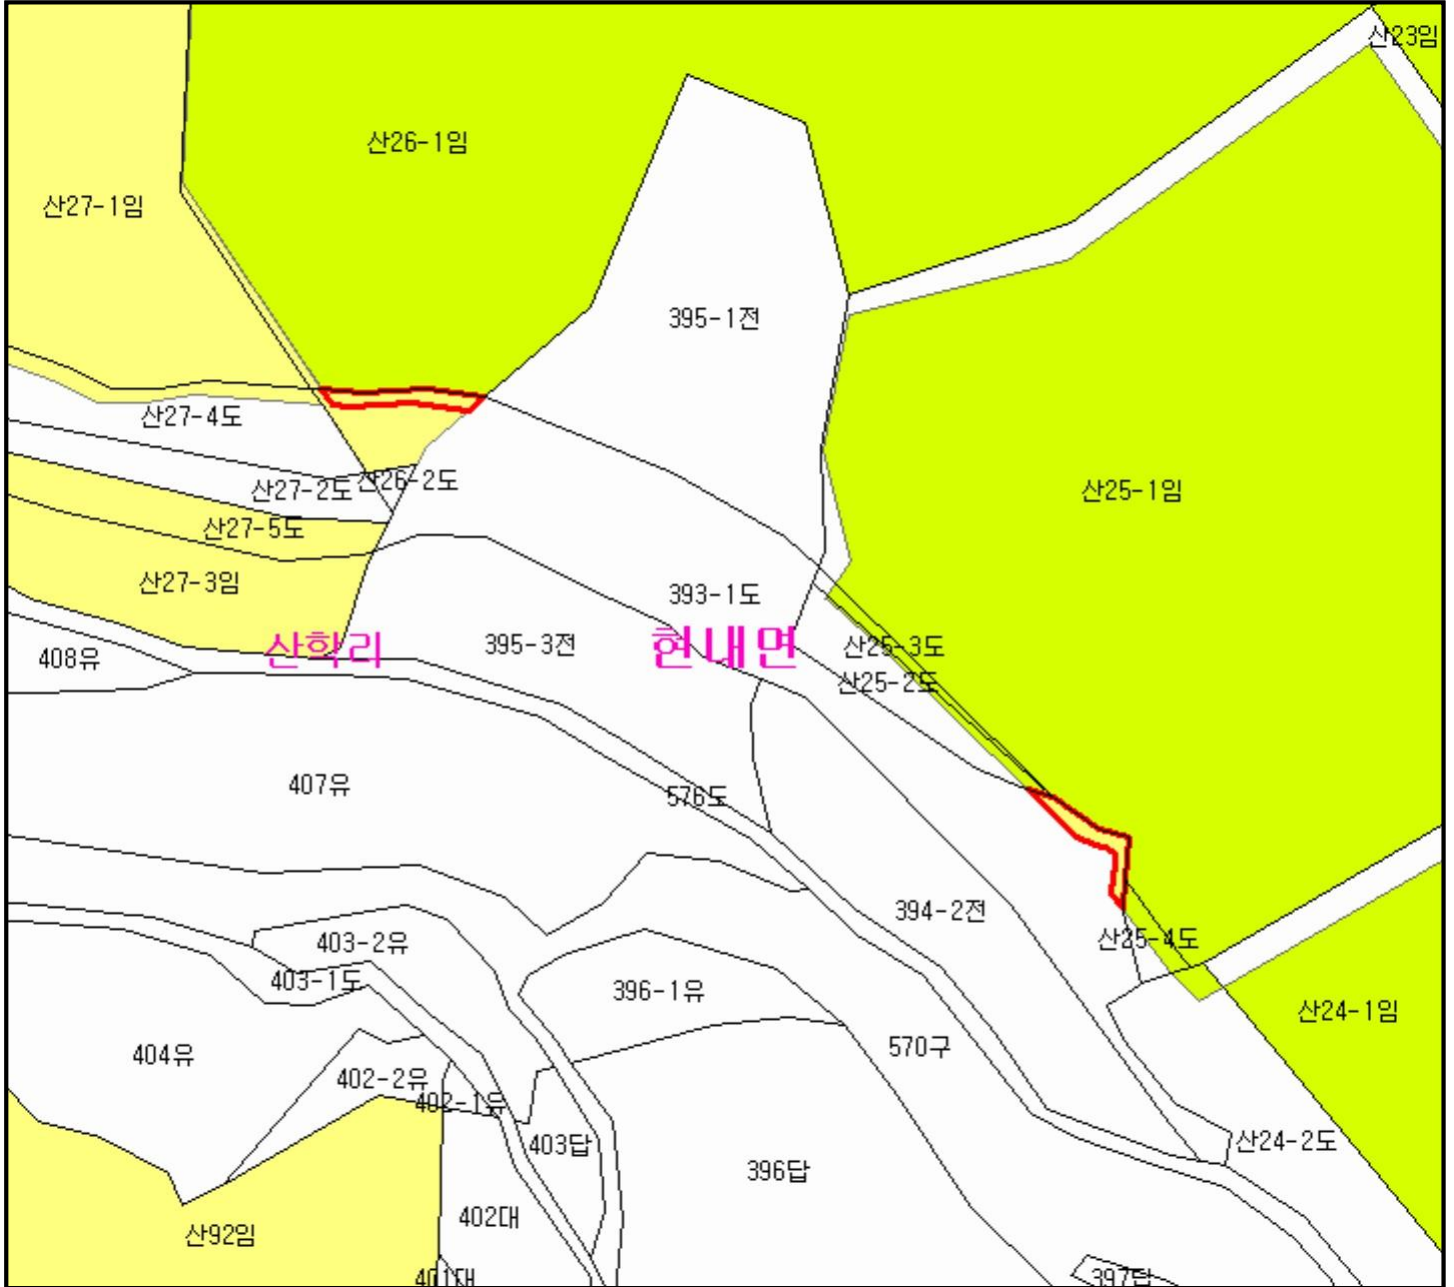 산23임
산26-1임
산27-1임
395-1전
산27-4도
산26-2도
산27-2도
산25-1임
산27-5도
산27-3임
393-1도
395-3전
산학리
현내면
산25-3도
408유
산25-2도
407유
576도
394-2전
403-2유
산25-4도
403-1도
396-1유
산24-1임
570구
404유
402-2유
402-1유
403답
산24-2도
396답
402대
산92임
401대
397답